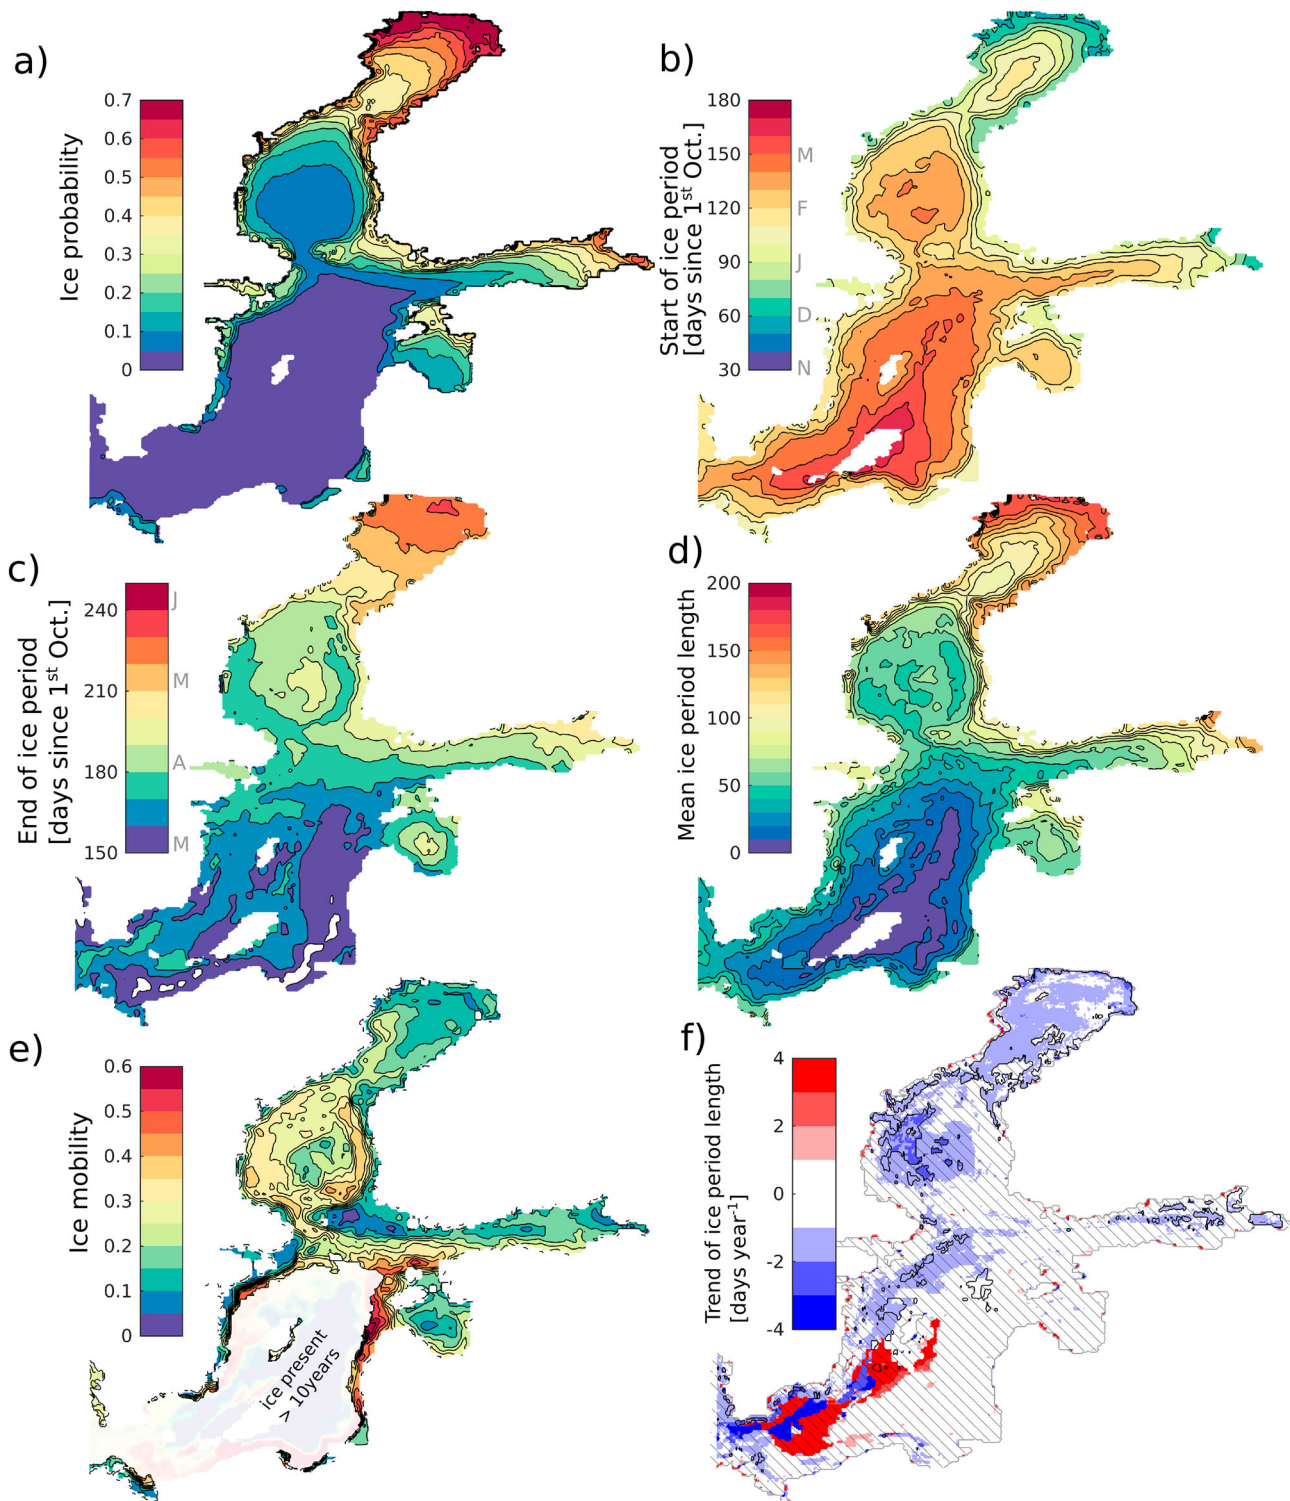 a)
Ice probability
0.7
0.6
0.5
0.4
0.3
0.2
0.1
0
b)
Start of ice period
[days since 1st Oct.]
180
150
120
90
60
30
M
F
J
D
N
c)
End of ice period
[days since 1st Oct.]
240
210
180
150
J
M
A
M
d)
Mean ice period length
200
150
100
50
0
e)
Ice mobility
0.6
0.5
0.4
0.3
0.2
0.1
0
ice present
> 10years
f)
Trend of ice period length
[days year-1]
4
2
0
-2
-4